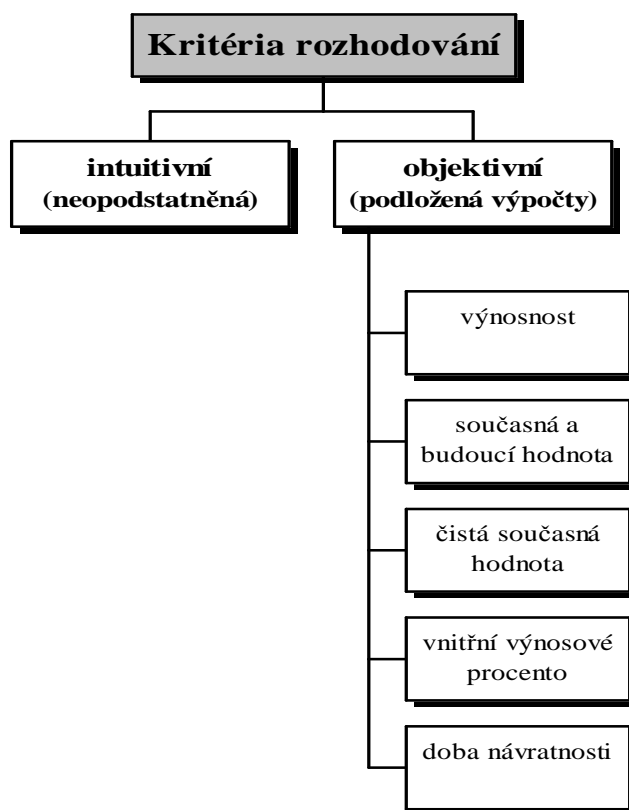 Kritéria rozhodování
intuitivní
(neopodstatněná)
objektivní
(podložená výpočty)
výnosnost
současná a
budoucí hodnota
čistá současná
hodnota
vnitřní výnosové
procento
doba návratnosti